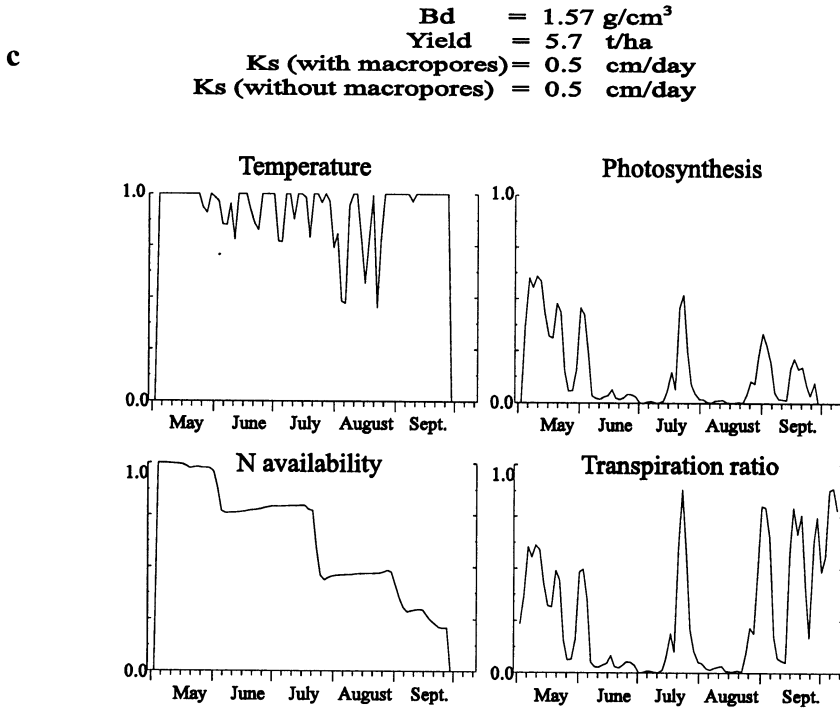 Bd = 1.57 g/cm³
c
Yield = 5.7 t/ha
Ks (with macropores)= 0.5 cm/day
Ks (without macropores) = 0.5 cm/day
Temperature
Photosynthesis
1.0
1.0
0.0
0.0
May June July August Sept.
May June July August Sept.
N availability
Transpiration ratio
1.0
1.0
0.0
0.0
May June July August Sept.
May June July August Sept.